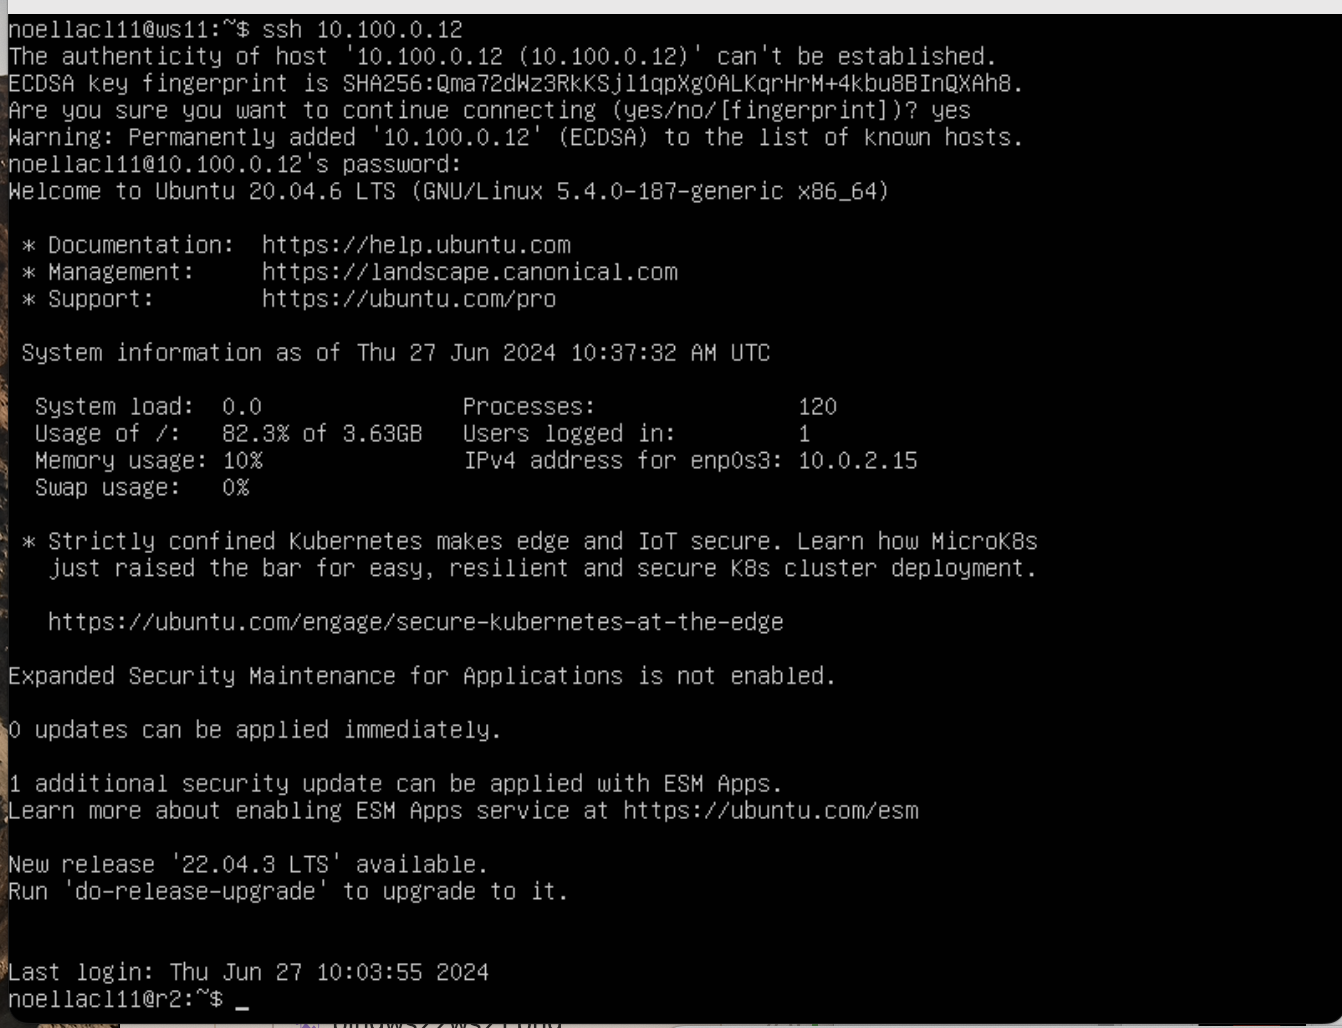 noellacl11@ws11:~$ ssh 10.100.0.12
The authenticity of host '10.100.0.12 (10.100.0.12)' can't be established.
ECDSA key fingerprint is SHA256:Qma72dWz3RkKSjl1qpXgOALKqrHrM+4kbu8BInQXAh8.
Are you sure you want to continue connecting (yes/no/[fingerprint])? yes
Warning: Permanently added '10.100.0.12' (ECDSA) to the list of known hosts.
noellacl11@10.100.0.12's password:
Welcome to Ubuntu 20.04.6 LTS (GNU/Linux 5.4.0-187-generic x86_64)
* Documentation:  https://help.ubuntu.com
* Management:     https://landscape.canonical.com
* Support:        https://ubuntu.com/pro
System information as of Thu 27 Jun 2024 10:37:32 AM UTC
System load:  0.0               Processes:               120
Usage of /:   82.3% of 3.63GB   Users logged in:         1
Memory usage: 10%               IPv4 address for enp0s3: 10.0.2.15
Swap usage:   0%
* Strictly confined Kubernetes makes edge and IoT secure. Learn how MicroK8s
just raised the bar for easy, resilient and secure K8s cluster deployment.
https://ubuntu.com/engage/secure-kubernetes-at-the-edge
Expanded Security Maintenance for Applications is not enabled.
0 updates can be applied immediately.
1 additional security update can be applied with ESM Apps.
Learn more about enabling ESM Apps service at https://ubuntu.com/esm
New release '22.04.3 LTS' available.
Run 'do-release-upgrade' to upgrade to it.
Last login: Thu Jun 27 10:03:55 2024
noellacl11@r2:~$ _